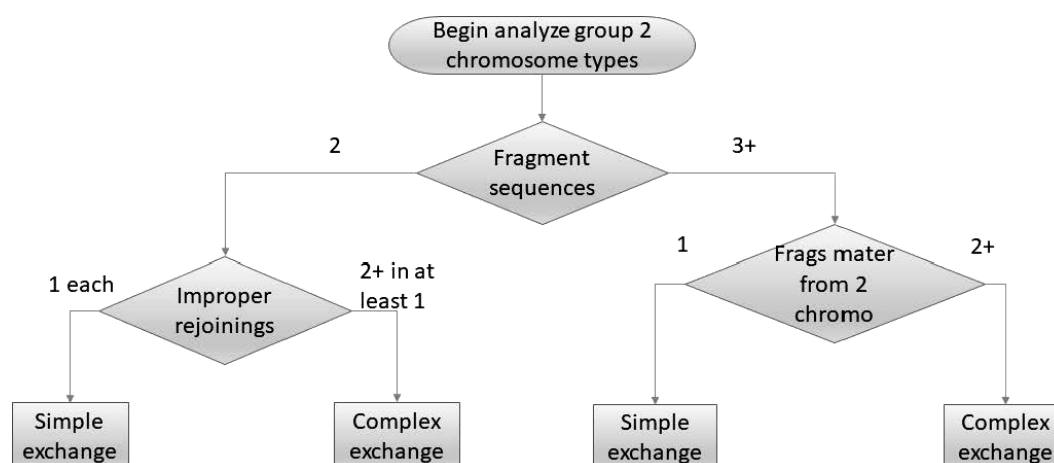 Begin analyze group 2
chromosome types
2
Fragment
sequences
3+
1 each
Improper
rejoinings
2+ in at
least 1
1
Frags mater
from 2
chromo
2+
Simple
exchange
Complex
exchange
Simple
exchange
Complex
exchange